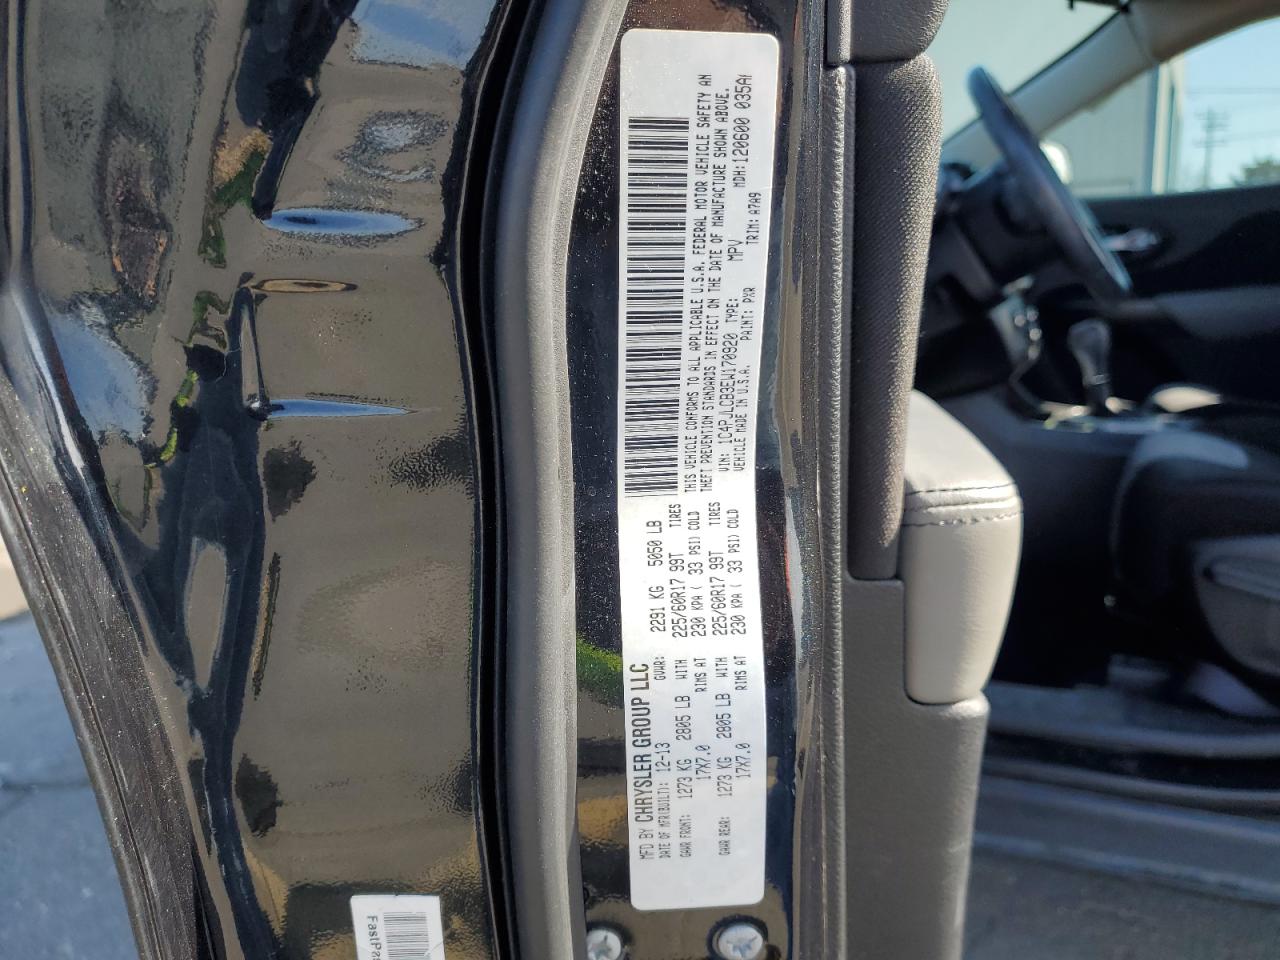 MFD BY CHRYSLER GROUP LLC
DATE OF MFR(BUILT): 12-13 GVWR: 2291 KG 5050 LB
GAWR FRONT: 1273 KG 2805 LB WITH 225/60R17 99T TIRES
17X7.0 RIMS AT 230 KPA ( 33 PSI) COLD
GAWR REAR: 1273 KG 2805 LB WITH 225/60R17 99T TIRES
17X7.0 RIMS AT 230 KPA ( 33 PSI) COLD
THIS VEHICLE CONFORMS TO ALL APPLICABLE U.S.A. FEDERAL MOTOR VEHICLE SAFETY AN
THEFT PREVENTION STANDARDS IN EFFECT ON THE DATE OF MANUFACTURE SHOWN ABOVE.
VIN: 1C4PJLCB3EW170920 TYPE: MPV MDH:120600 035A
VEHICLE MADE IN U.S.A. PAINT: PXR TRIM: A7A9